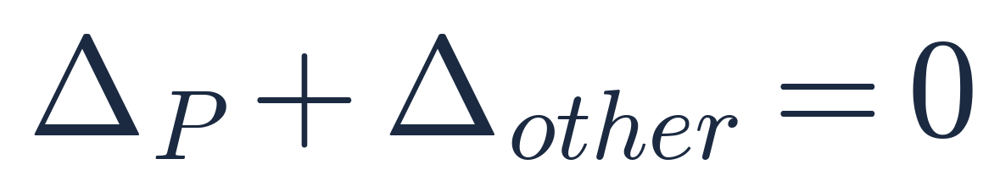 Δ_P + Δ_other = 0